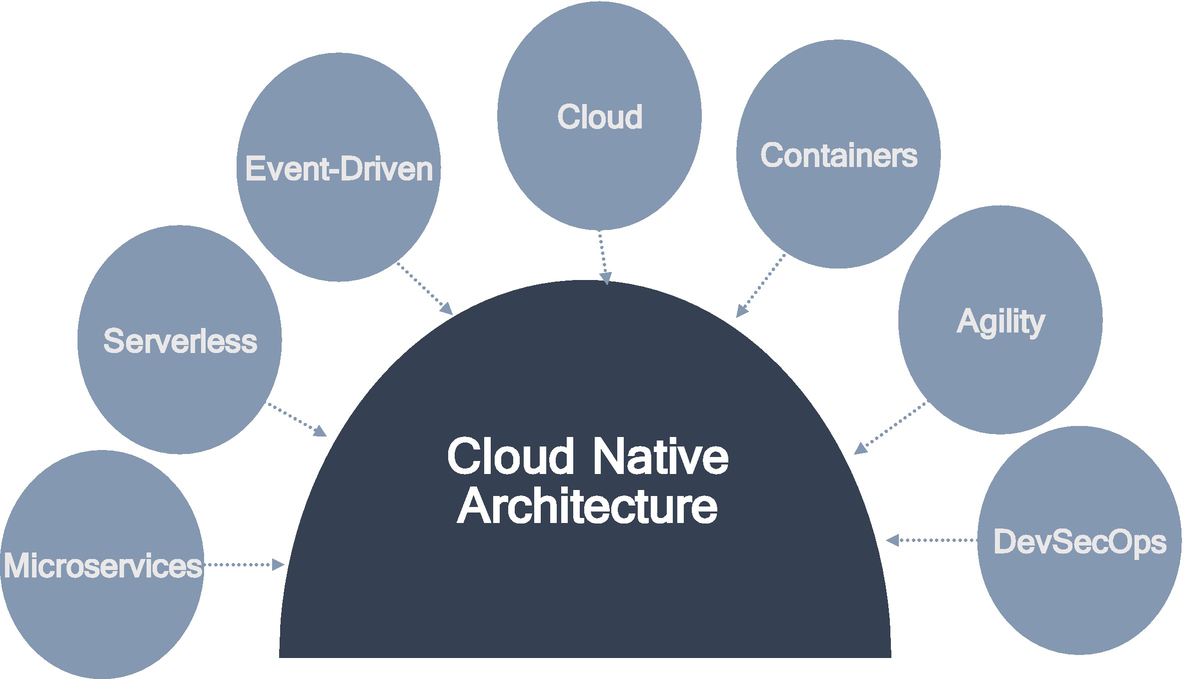 Cloud
Containers
Event-Driven
Agility
Serverless
Cloud Native
Architecture
DevSecOps
Microservices